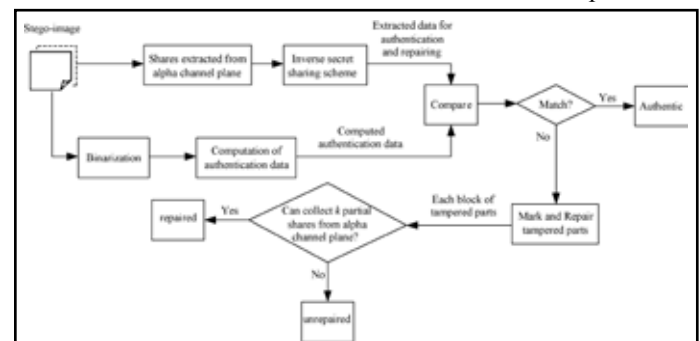 Stego-image
Extracted data for
authentication
and repairing
Shares extracted from
alpha channel plane
Inverse secret
sharing scheme
Compare
Match?
Yes
Authentic
No
Binarization
Computation of
authentication data
Computed
authentication data
Each block of
tampered parts
Mark and Repair
tampered parts
Can collect k partial
shares from alpha
channel plane?
Yes
repaired
No
unrepaired